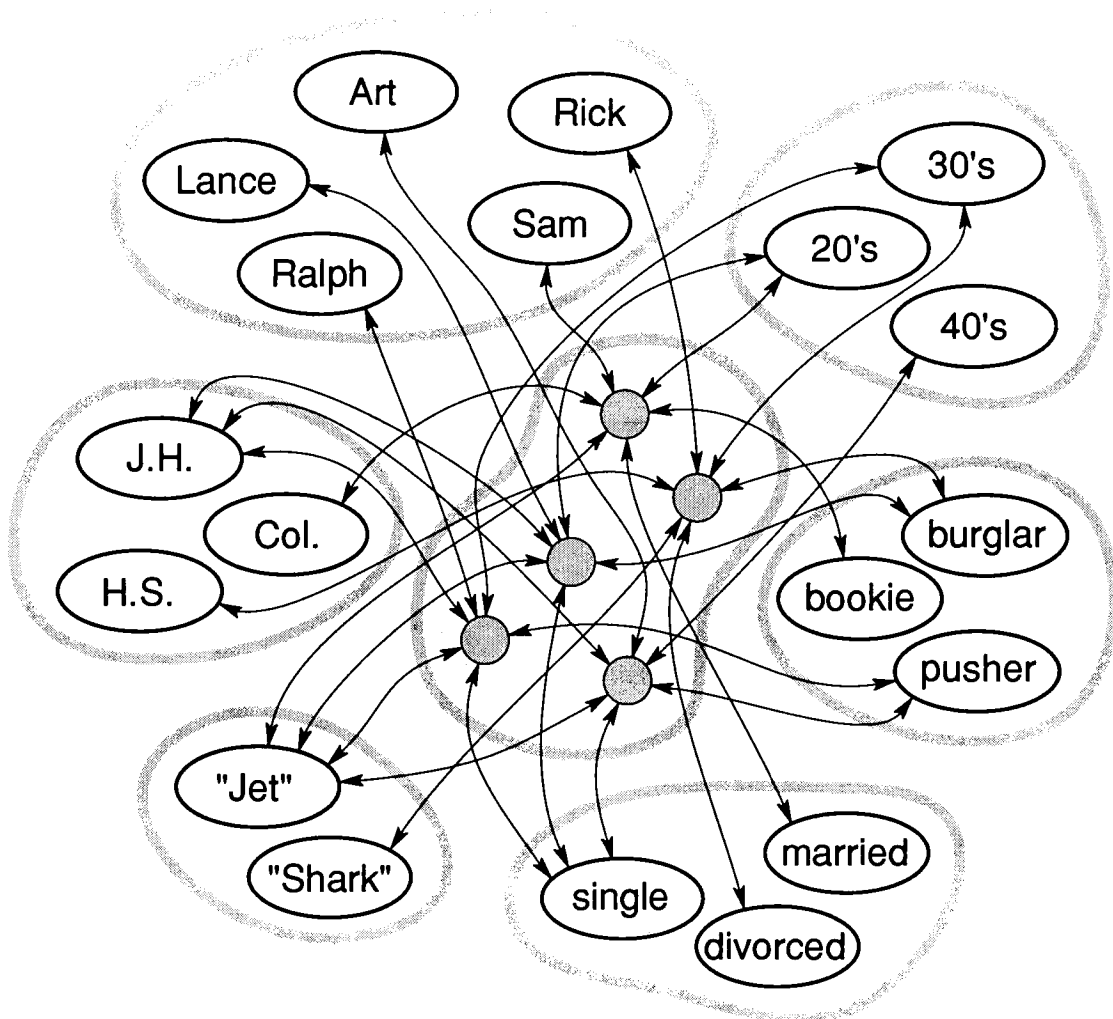 Art
Rick
Lance
Sam
Ralph
30's
20's
40's
J.H.
Col.
H.S.
burglar
bookie
pusher
"Jet"
"Shark"
married
single
divorced